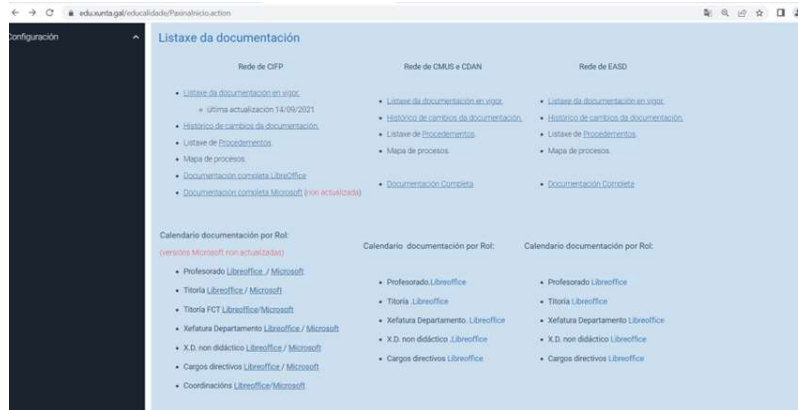 edu.xunta.gal/educalidade/PaxinaInicio.action
Configuración
Listaxe da documentación
Rede de CIFP
Listaxe da documentación en vigor.
última actualización 14/09/2021
Histórico de cambios da documentación.
Listaxe de Procedementos.
Mapa de procesos.
Documentación completa LibreOffice
Documentación completa Microsoft (non actualizada)
Rede de CMUS e CDAN
Listaxe da documentación en vigor.
Histórico de cambios da documentación.
Listaxe de Procedementos.
Mapa de procesos.
Documentación Completa
Rede de EASD
Listaxe da documentación en vigor.
Histórico de cambios da documentación.
Listaxe de Procedementos.
Mapa de procesos.
Documentación Completa
Calendario documentación por Rol:
(versións Microsoft non actualizadas)
Profesorado Libreoffice / Microsoft
Titoría Libreoffice / Microsoft
Titoría FCT Libreoffice/Microsoft
Xefatura Departamento Libreoffice / Microsoft
X.D. non didáctico Libreoffice / Microsoft
Cargos directivos Libreoffice / Microsoft
Coordinacións Libreoffice/Microsoft
Calendario documentación por Rol:
Profesorado.Libreoffice
Titoría .Libreoffice
Xefatura Departamento. Libreoffice
X.D. non didáctico .Libreoffice
Cargos directivos Libreoffice
Calendario documentación por Rol:
Profesorado Libreoffice
Titoría Libreoffice
Xefatura Departamento Libreoffice
X.D. non didáctico Libreoffice
Cargos directivos Libreoffice